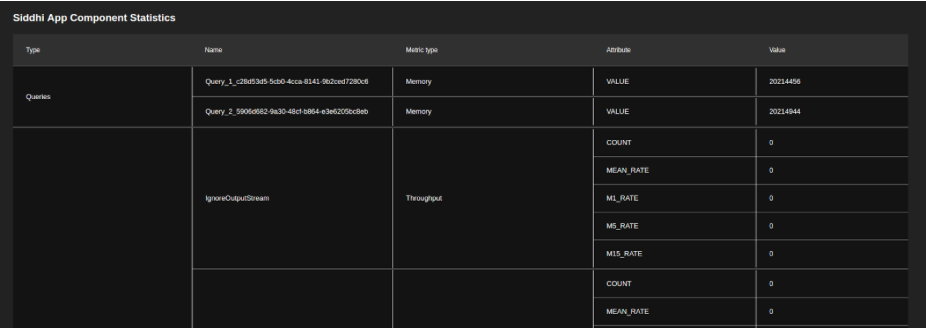 Siddhi App Component Statistics
Type Name Metric type Attribute Value
Queries
Query_1_c28d53d5-5cb0-4cca-8141-9b2ced7280c6 Memory VALUE 20214456
Query_2_5906d682-9a30-48cf-b864-e3e6205bc8eb Memory VALUE 20214944
IgnoreOutputStream Throughput
COUNT 0
MEAN_RATE 0
M1_RATE 0
M5_RATE 0
M15_RATE 0
COUNT 0
MEAN_RATE 0